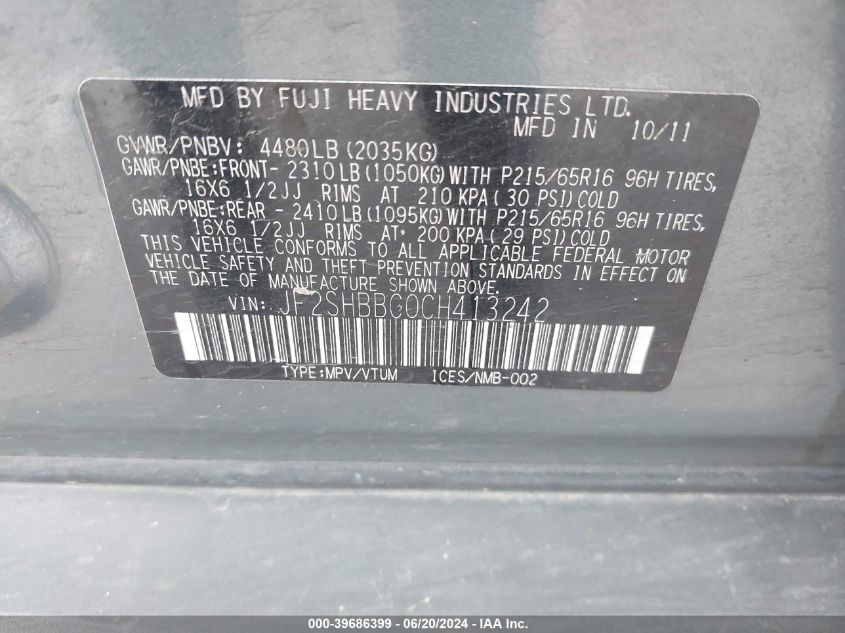 MFD BY FUJI HEAVY INDUSTRIES LTD.
MFD IN 10/11
GVWR/PNBV: 4480LB (2035KG)
GAWR/PNBE:FRONT- 2310LB (1050KG) WITH P215/65R16 96H TIRES,
16X6 1/2JJ RIMS AT 210 KPA ( 30 PSI) COLD
GAWR/PNBE:REAR - 2410LB (1095KG) WITH P215/65R16 96H TIRES,
16X6 1/2JJ RIMS AT 200 KPA ( 29 PSI) COLD
THIS VEHICLE CONFORMS TO ALL APPLICABLE FEDERAL MOTOR
VEHICLE SAFETY AND THEFT PREVENTION STANDARDS IN EFFECT ON
THE DATE OF MANUFACTURE SHOWN ABOVE.
VIN: JF2SHBBG0CH413242
TYPE:MPV/VTUM ICES/NMB-002
000-39686399 - 06/20/2024 - IAA Inc.